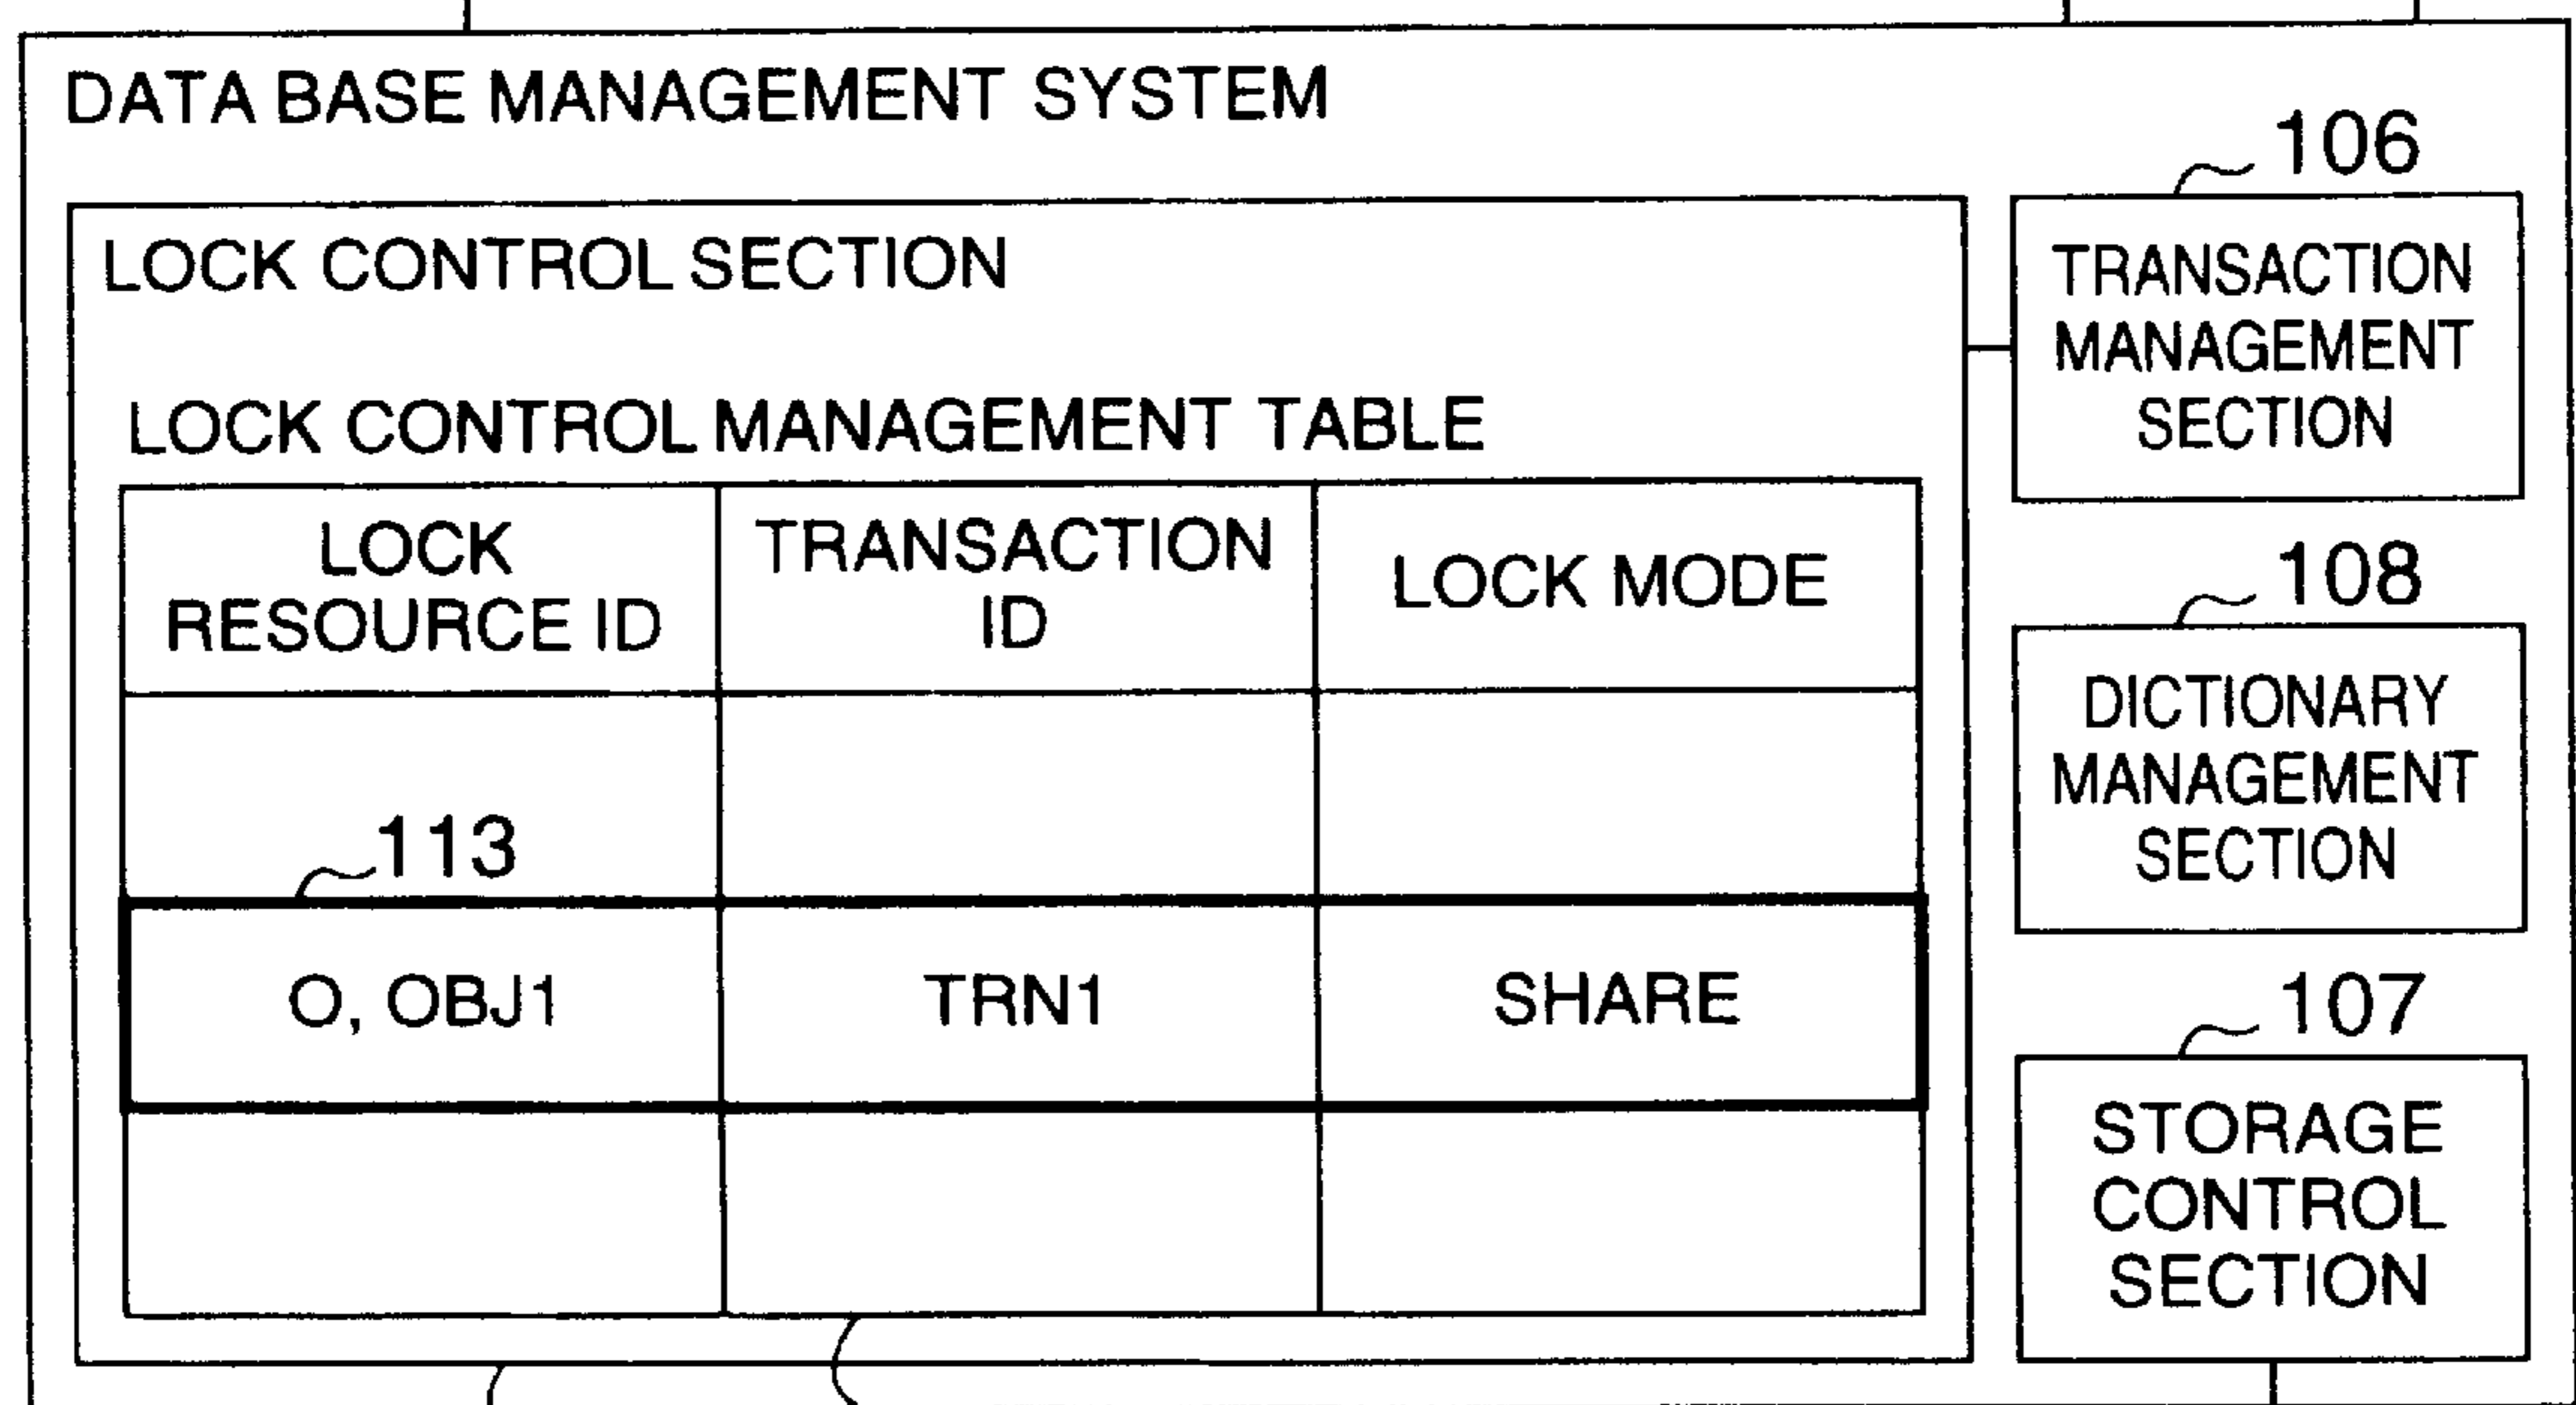 DATA BASE MANAGEMENT SYSTEM
106
LOCK CONTROL SECTION
TRANSACTION
MANAGEMENT
SECTION
LOCK CONTROL MANAGEMENT TABLE
LOCK
RESOURCE ID
TRANSACTION
ID
LOCK MODE
108
DICTIONARY
MANAGEMENT
SECTION
113
O, OBJ1
TRN1
SHARE
107
STORAGE
CONTROL
SECTION